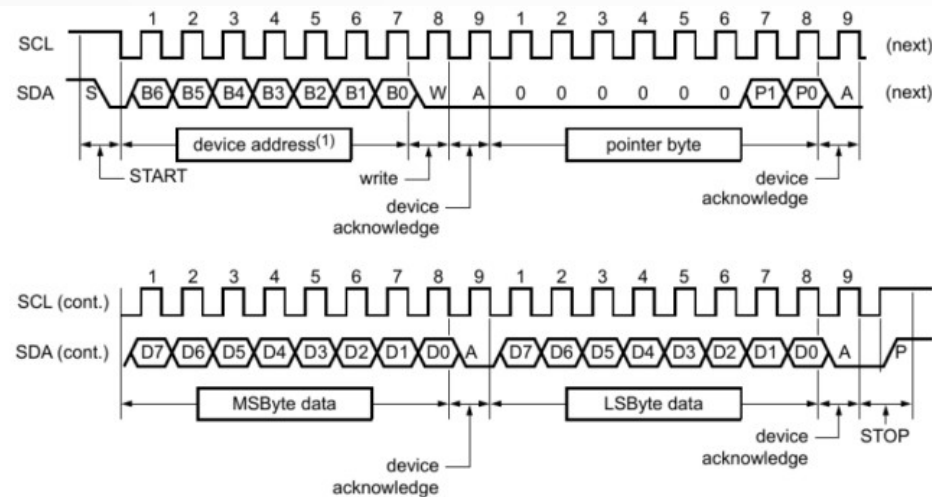 1 2 3 4 5 6 7 8 9 1 2 3 4 5 6 7 8 9
SCL (next)
SDA S B6 B5 B4 B3 B2 B1 B0 W A 0 0 0 0 0 0 P1 P0 A (next)
device address(1) pointer byte
START write device
device acknowledge
acknowledge
1 2 3 4 5 6 7 8 9 1 2 3 4 5 6 7 8 9
SCL (cont.)
SDA (cont.) D7 D6 D5 D4 D3 D2 D1 D0 A D7 D6 D5 D4 D3 D2 D1 D0 A P
MSByte data LSByte data
device STOP
device acknowledge
acknowledge